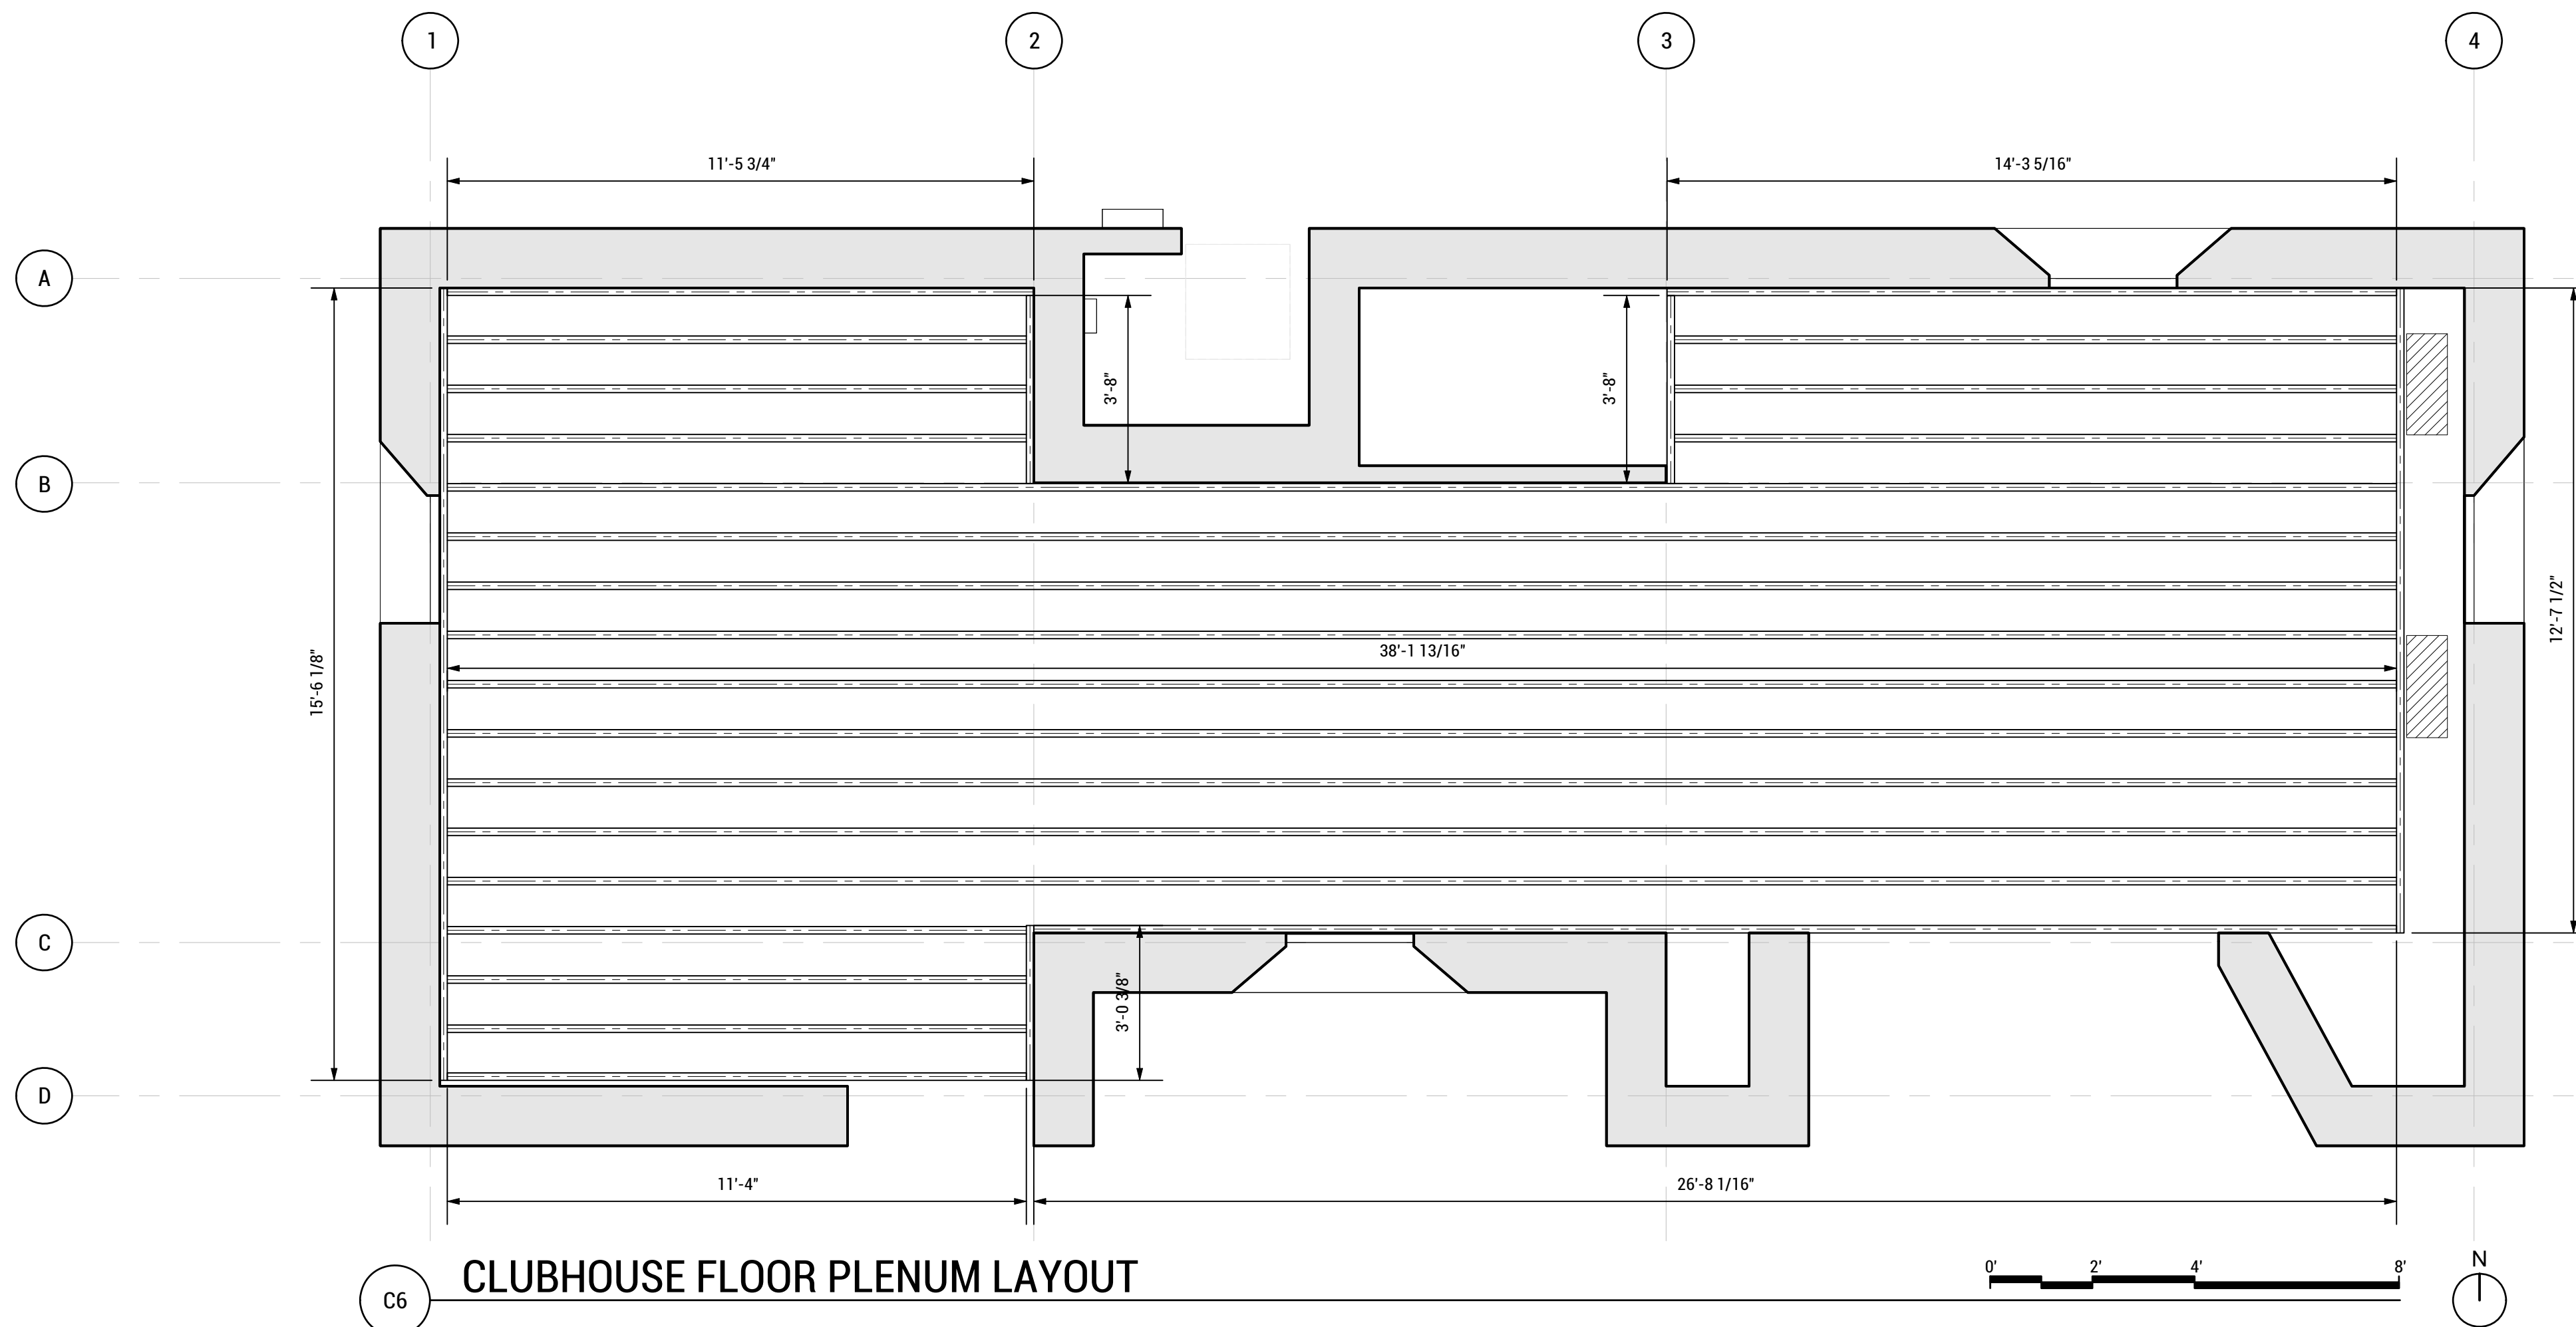 1
2
3
4
11'-5 3/4"
14'-3 5/16"
A
3'-8"
3'-8"
B
12'-7 1/2"
38'-1 13/16"
15'-6 1/8"
C
3'-0 3/8"
D
11'-4"
26'-8 1/16"
C6
CLUBHOUSE FLOOR PLENUM LAYOUT
0' 2' 4' 8'
N